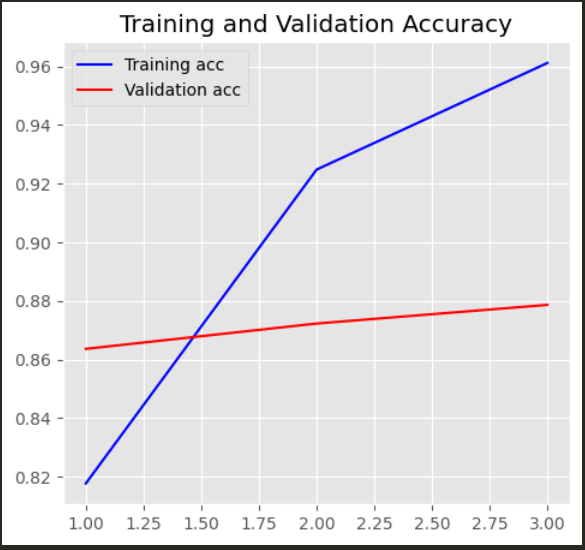 Training and Validation Accuracy
Training acc
Validation acc
0.96
0.94
0.92
0.90
0.88
0.86
0.84
0.82
1.00 1.25 1.50 1.75 2.00 2.25 2.50 2.75 3.00